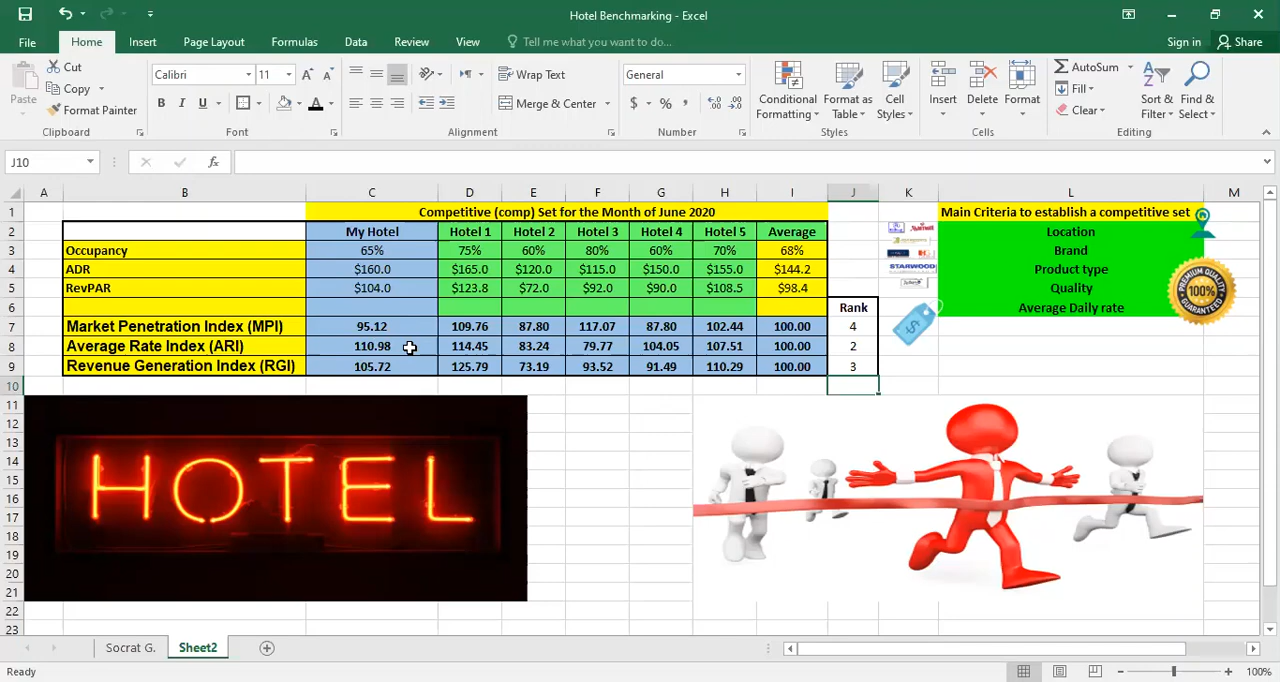 Hotel Benchmarking - Excel
File Home Insert Page Layout Formulas Data Review View Tell me what you want to do... Sign in Share
Paste Cut Copy Format Painter Clipboard
Calibri 11 B I U A Font
Wrap Text Merge & Center Alignment
General $ % , Number
Conditional Formatting Format as Table Cell Styles Styles
Insert Delete Format Cells
AutoSum Fill Clear Sort & Filter Find & Select Editing
J10 fx
A B C D E F G H I J K L M
1 Competitive (comp) Set for the Month of June 2020 Main Criteria to establish a competitive set
2 My Hotel Hotel 1 Hotel 2 Hotel 3 Hotel 4 Hotel 5 Average Location
3 Occupancy 65% 75% 60% 80% 60% 70% 68% Brand
4 ADR $160.0 $165.0 $120.0 $115.0 $150.0 $155.0 $144.2 Product type
5 RevPAR $104.0 $123.8 $72.0 $92.0 $90.0 $108.5 $98.4 Quality
6 Rank Average Daily rate
7 Market Penetration Index (MPI) 95.12 109.76 87.80 117.07 87.80 102.44 100.00 4
8 Average Rate Index (ARI) 110.98 114.45 83.24 79.77 104.05 107.51 100.00 2
9 Revenue Generation Index (RGI) 105.72 125.79 73.19 93.52 91.49 110.29 100.00 3
10
11
12
13
14
15
16
17
18
19
20
21
22
23
STARWOOD
PREMIUM QUALITY
100%
GUARANTEED
$
HOTEL
Socrat G. Sheet2
Ready 100%